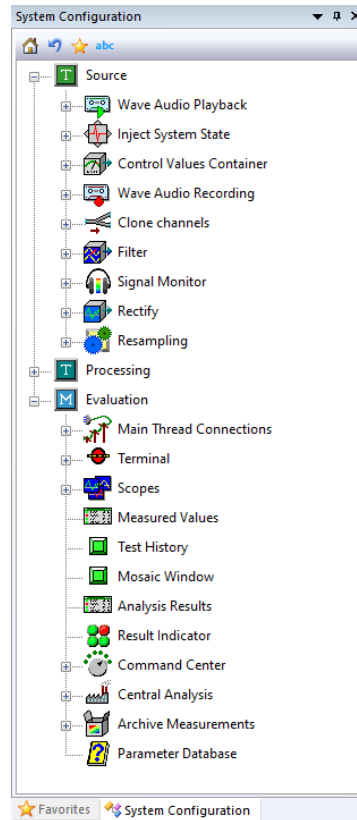 System Configuration
abc
T Source
Wave Audio Playback
Inject System State
Control Values Container
Wave Audio Recording
Clone channels
Filter
Signal Monitor
Rectify
Resampling
T Processing
M Evaluation
Main Thread Connections
Terminal
Scopes
Measured Values
Test History
Mosaic Window
Analysis Results
Result Indicator
Command Center
Central Analysis
Archive Measurements
Parameter Database
Favorites System Configuration